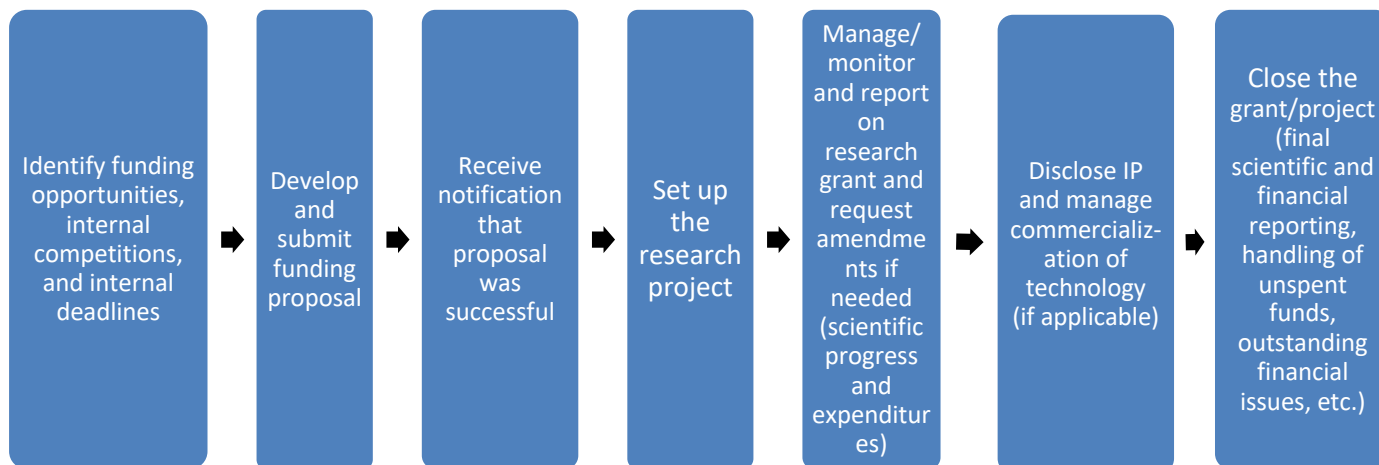 Identify funding
opportunities,
internal
competitions,
and internal
deadlines
Develop
and
submit
funding
proposal
Receive
notification
that
proposal
was
successful
Set up
the
research
project
Manage/
monitor
and report
on
research
grant and
request
amendme
nts if
needed
(scientific
progress
and
expenditur
es)
Disclose IP
and manage
commercializ-
ation of
technology
(if applicable)
Close the
grant/project
(final
scientific and
financial
reporting,
handling of
unspent
funds,
outstanding
financial
issues, etc.)